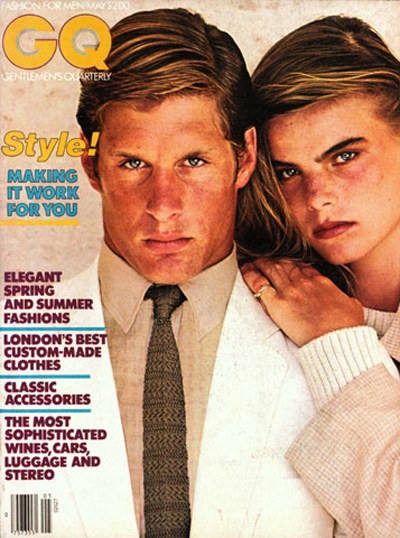 FASHION FOR MEN/MAY $2.00
GQ
GENTLEMEN'S QUARTERLY
Style!
MAKING
IT WORK
FOR YOU
ELEGANT
SPRING
AND SUMMER
FASHIONS
LONDON'S BEST
CUSTOM-MADE
CLOTHES
CLASSIC
ACCESSORIES
THE MOST
SOPHISTICATED
WINES, CARS,
LUGGAGE AND
STEREO
05